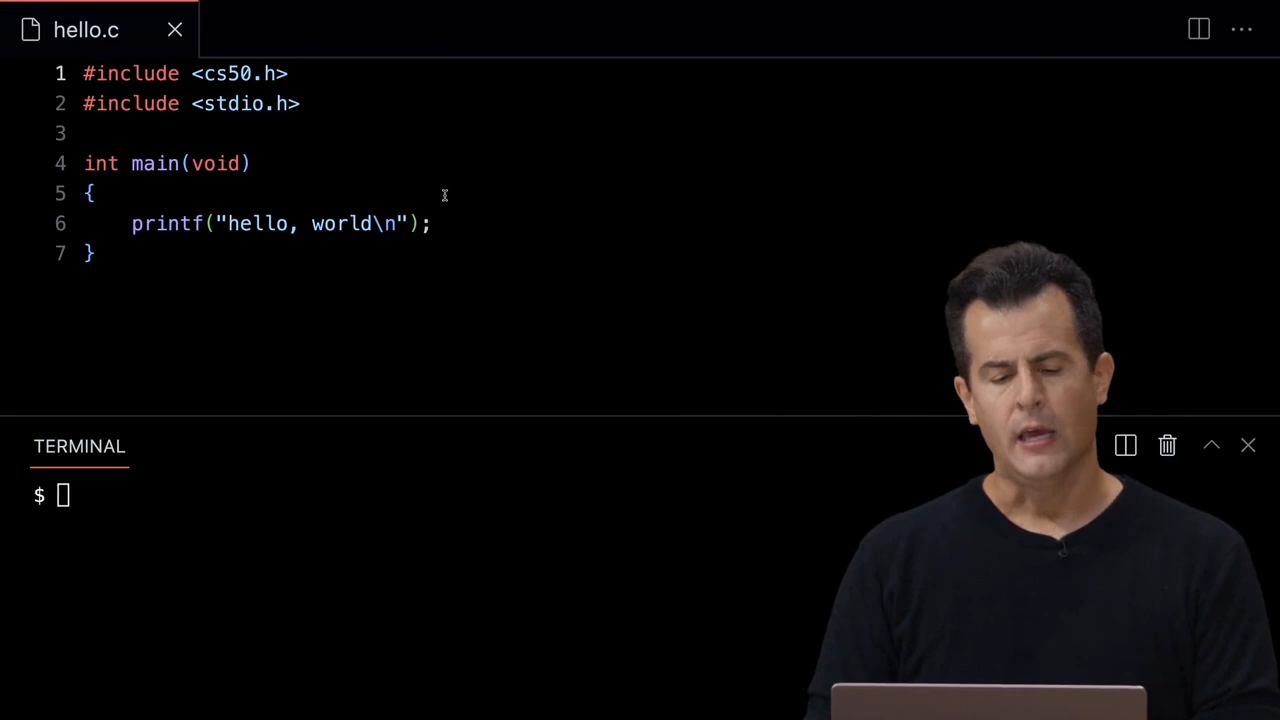 hello.c
1 #include <cs50.h>
2 #include <stdio.h>
3
4 int main(void)
5 {
6     printf("hello, world\n");
7 }
TERMINAL
$